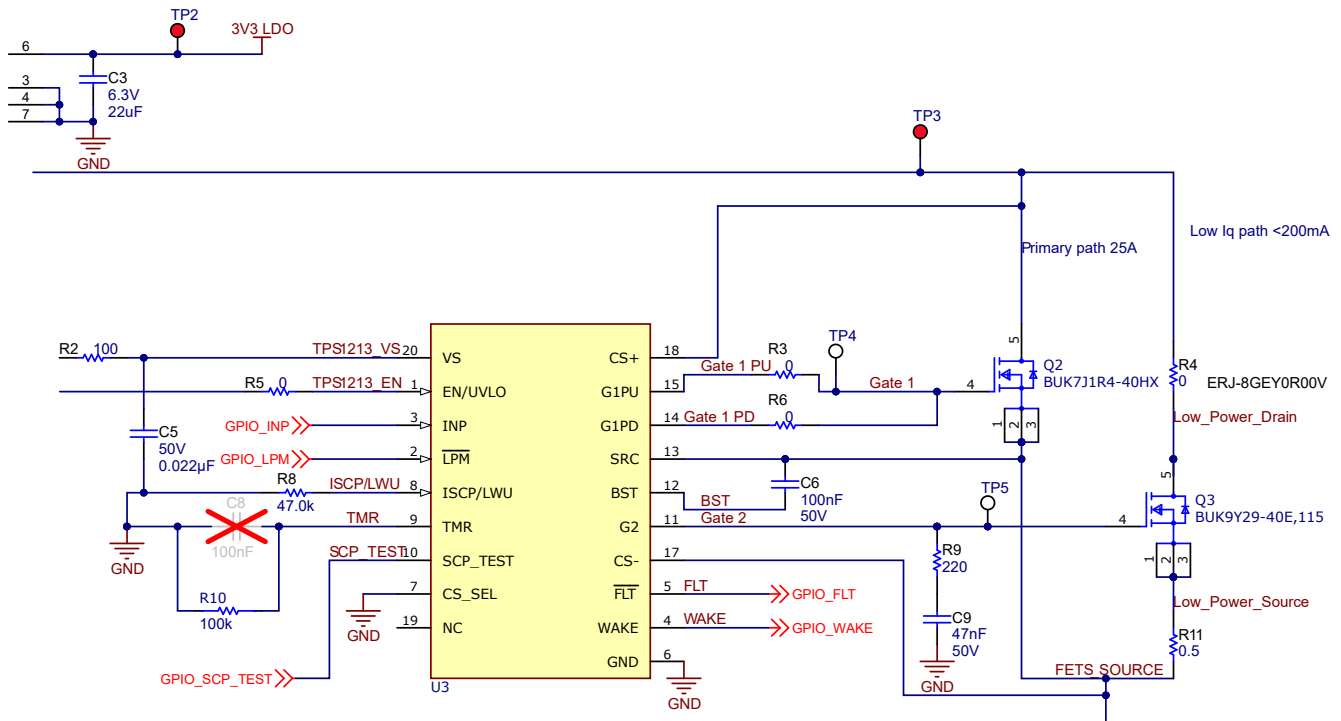 TP2
3V3 LDO
6
3
4
7
C3
6.3V
22uF
GND
TP3
Low Iq path <200mA
Primary path 25A
R2 100
TPS1213_VS 20 VS
R5 0
TPS1213_EN 1 EN/UVLO
GPIO_INP 3 INP
GPIO_LPM 2 LPM
C5
50V
0.022µF
R8
47.0k
ISCP/LWU 8 ISCP/LWU
C8
100nF
TMR 9 TMR
GND
SCP_TEST 10 SCP_TEST
R10
100k
7 CS_SEL
GND
19 NC
GPIO_SCP_TEST
U3
CS+ 18
G1PU 15 Gate 1 PU
R3
0
TP4
Gate 1
G1PD 14 Gate 1 PD
R6
0
SRC 13
BST 12 BST
C6
100nF
50V
G2 11 Gate 2
TP5
CS- 17
FLT 5 FLT GPIO_FLT
WAKE 4 WAKE GPIO_WAKE
GND 6
GND
R9
220
C9
47nF
50V
GND
5
Q2
BUK7J1R4-40HX
4
1 2 3
R4
0
ERJ-8GEY0R00V
Low_Power_Drain
5
Q3
BUK9Y29-40E,115
4
1 2 3
Low_Power_Source
R11
0.5
FETS_SOURCE